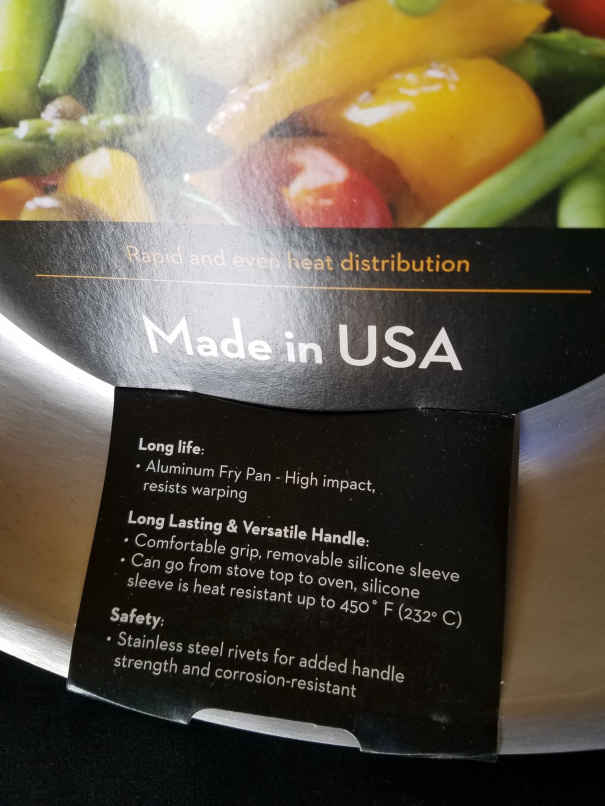 Rapid and even heat distribution
Made in USA
Long life:
• Aluminum Fry Pan - High impact,
resists warping
Long Lasting & Versatile Handle:
• Comfortable grip, removable silicone sleeve
• Can go from stove top to oven, silicone
sleeve is heat resistant up to 450° F (232° C)
Safety:
• Stainless steel rivets for added handle
strength and corrosion-resistant